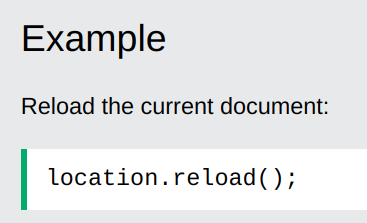 Example
Reload the current document:
location.reload();